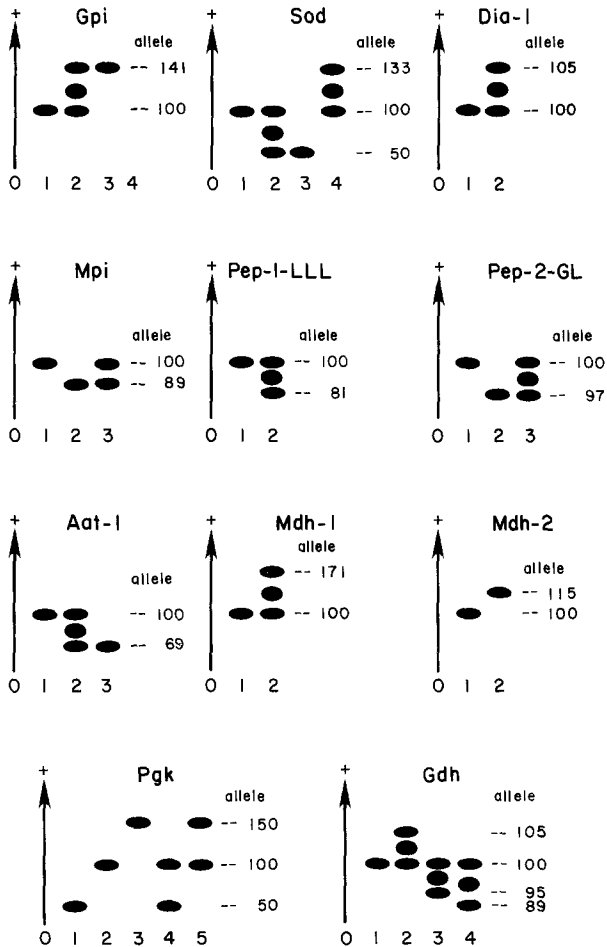 Gpi
+
allele
-- 141
-- 100
0 1 2 3 4
Sod
+
allele
-- 133
-- 100
-- 50
0 1 2 3 4
Dia-1
+
allele
-- 105
-- 100
0 1 2
Mpi
+
allele
-- 100
-- 89
0 1 2 3
Pep-1-LLL
+
allele
-- 100
-- 81
0 1 2
Pep-2-GL
+
allele
-- 100
-- 97
0 1 2 3
Aat-1
+
allele
-- 100
-- 69
0 1 2 3
Mdh-1
+
allele
-- 171
-- 100
0 1 2
Mdh-2
+
allele
-- 115
-- 100
0 1 2
Pgk
+
allele
-- 150
-- 100
-- 50
0 1 2 3 4 5
Gdh
+
allele
-- 105
-- 100
-- 95
-- 89
0 1 2 3 4